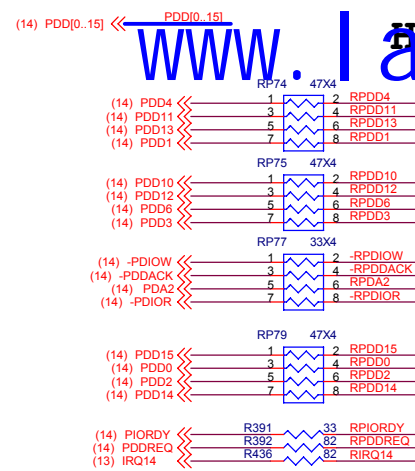 PDD[0..15]
(14) PDD[0..15]
www.la
RP74 47X4
(14) PDD4 1 2 RPDD4
(14) PDD11 3 4 RPDD11
(14) PDD13 5 6 RPDD13
(14) PDD1 7 8 RPDD1
RP75 47X4
(14) PDD10 1 2 RPDD10
(14) PDD12 3 4 RPDD12
(14) PDD6 5 6 RPDD6
(14) PDD3 7 8 RPDD3
RP77 33X4
(14) -PDIOW 1 2 -RPDIOW
(14) -PDDACK 3 4 -RPDDACK
(14) PDA2 5 6 RPDA2
(14) -PDIOR 7 8 -RPDIOR
RP79 47X4
(14) PDD15 1 2 RPDD15
(14) PDD0 3 4 RPDD0
(14) PDD2 5 6 RPDD2
(14) PDD14 7 8 RPDD14
(14) PIORDY R391 33 RPIORDY
(14) PDDREQ R392 82 RPDDREQ
(13) IRQ14 R436 82 RIRQ14